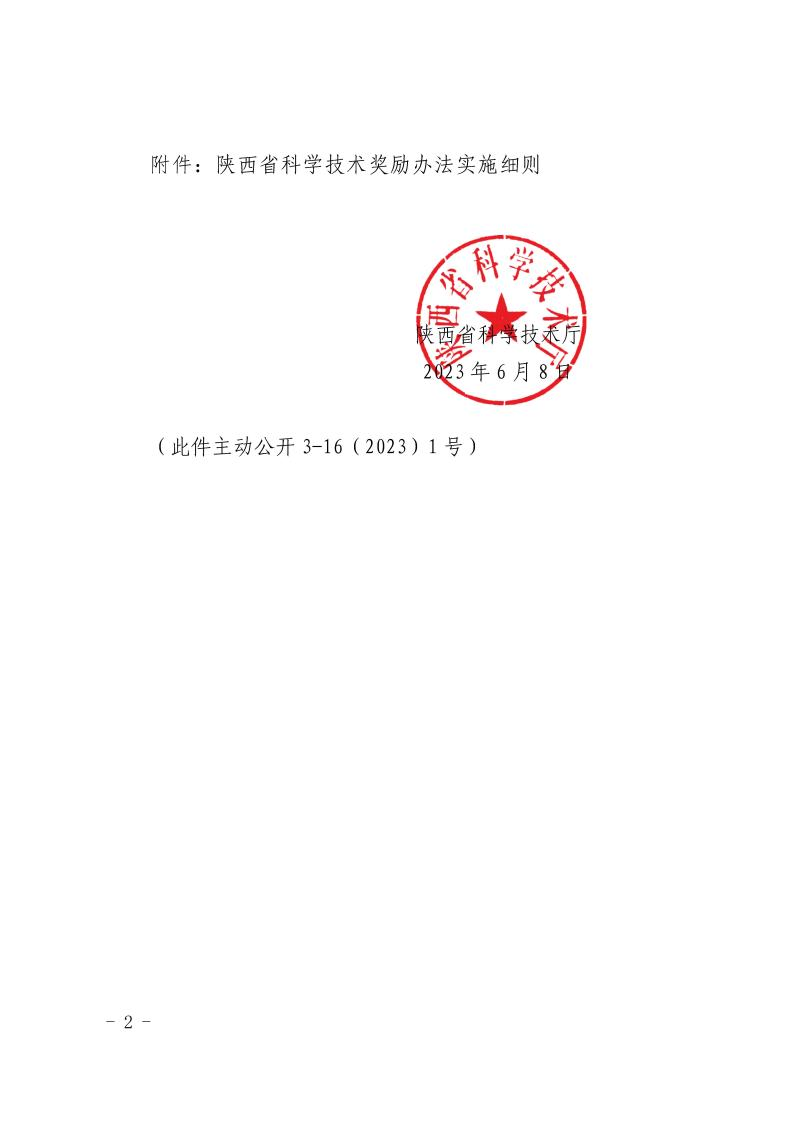 附件：陕西省科学技术奖励办法实施细则
陕西省科学技术厅
陕西省科学技术厅
2023年6月8日
（此件主动公开 3-16（2023）1号）
- 2 -